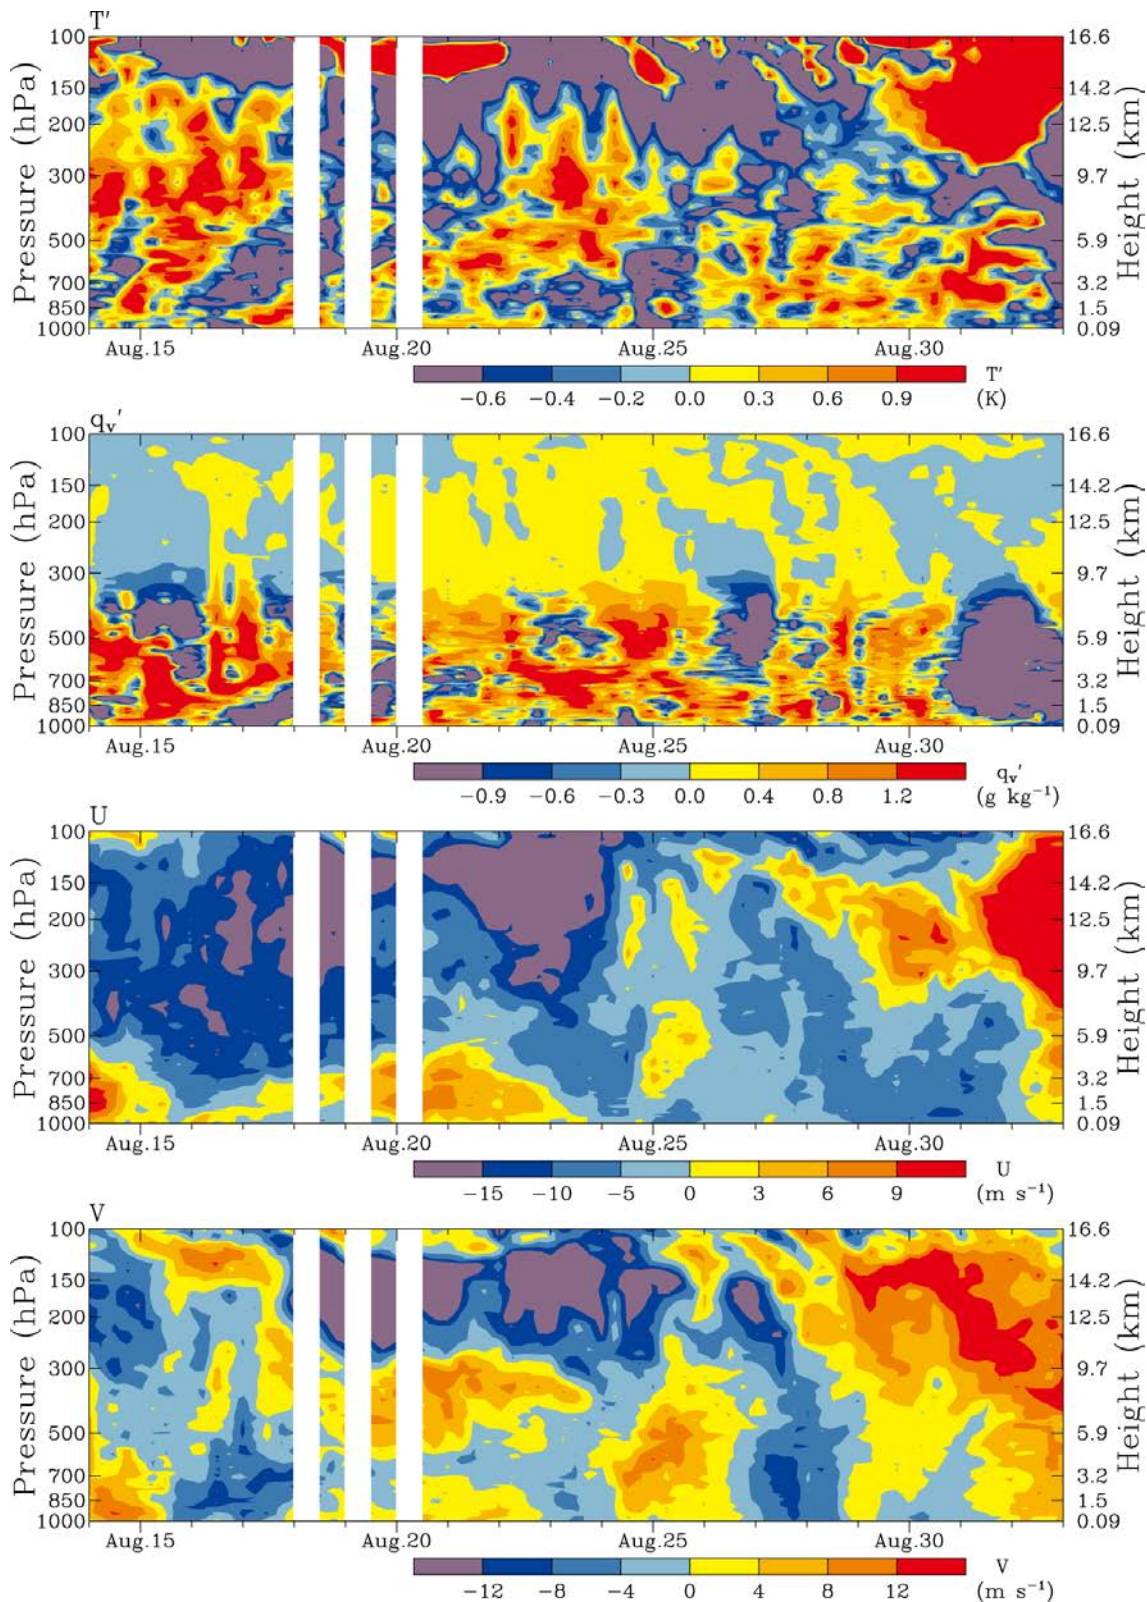 T′
Pressure (hPa)
100
150
200
300
500
700
850
1000
16.6
14.2
12.5
9.7
5.9
3.2
1.5
0.09
Height (km)
Aug.15 Aug.20 Aug.25 Aug.30
−0.6 −0.4 −0.2 0.0 0.3 0.6 0.9
T′
(K)
qv′
Pressure (hPa)
100
150
200
300
500
700
850
1000
16.6
14.2
12.5
9.7
5.9
3.2
1.5
0.09
Height (km)
Aug.15 Aug.20 Aug.25 Aug.30
−0.9 −0.6 −0.3 0.0 0.4 0.8 1.2
qv′
(g kg⁻¹)
U
Pressure (hPa)
100
150
200
300
500
700
850
1000
16.6
14.2
12.5
9.7
5.9
3.2
1.5
0.09
Height (km)
Aug.15 Aug.20 Aug.25 Aug.30
−15 −10 −5 0 3 6 9
U
(m s⁻¹)
V
Pressure (hPa)
100
150
200
300
500
700
850
1000
16.6
14.2
12.5
9.7
5.9
3.2
1.5
0.09
Height (km)
Aug.15 Aug.20 Aug.25 Aug.30
−12 −8 −4 0 4 8 12
V
(m s⁻¹)